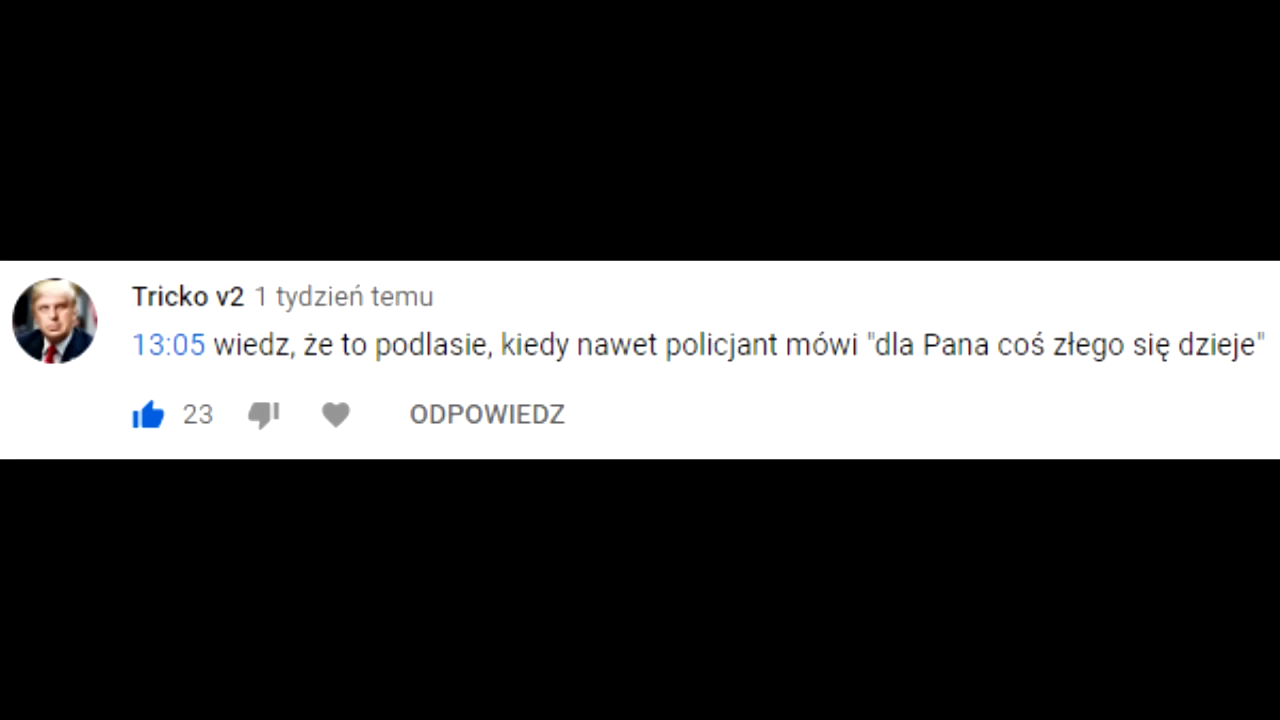 Tricko v2 1 tydzień temu
13:05 wiedz, że to podlasie, kiedy nawet policjant mówi "dla Pana coś złego się dzieje"
23 ODPOWIEDZ